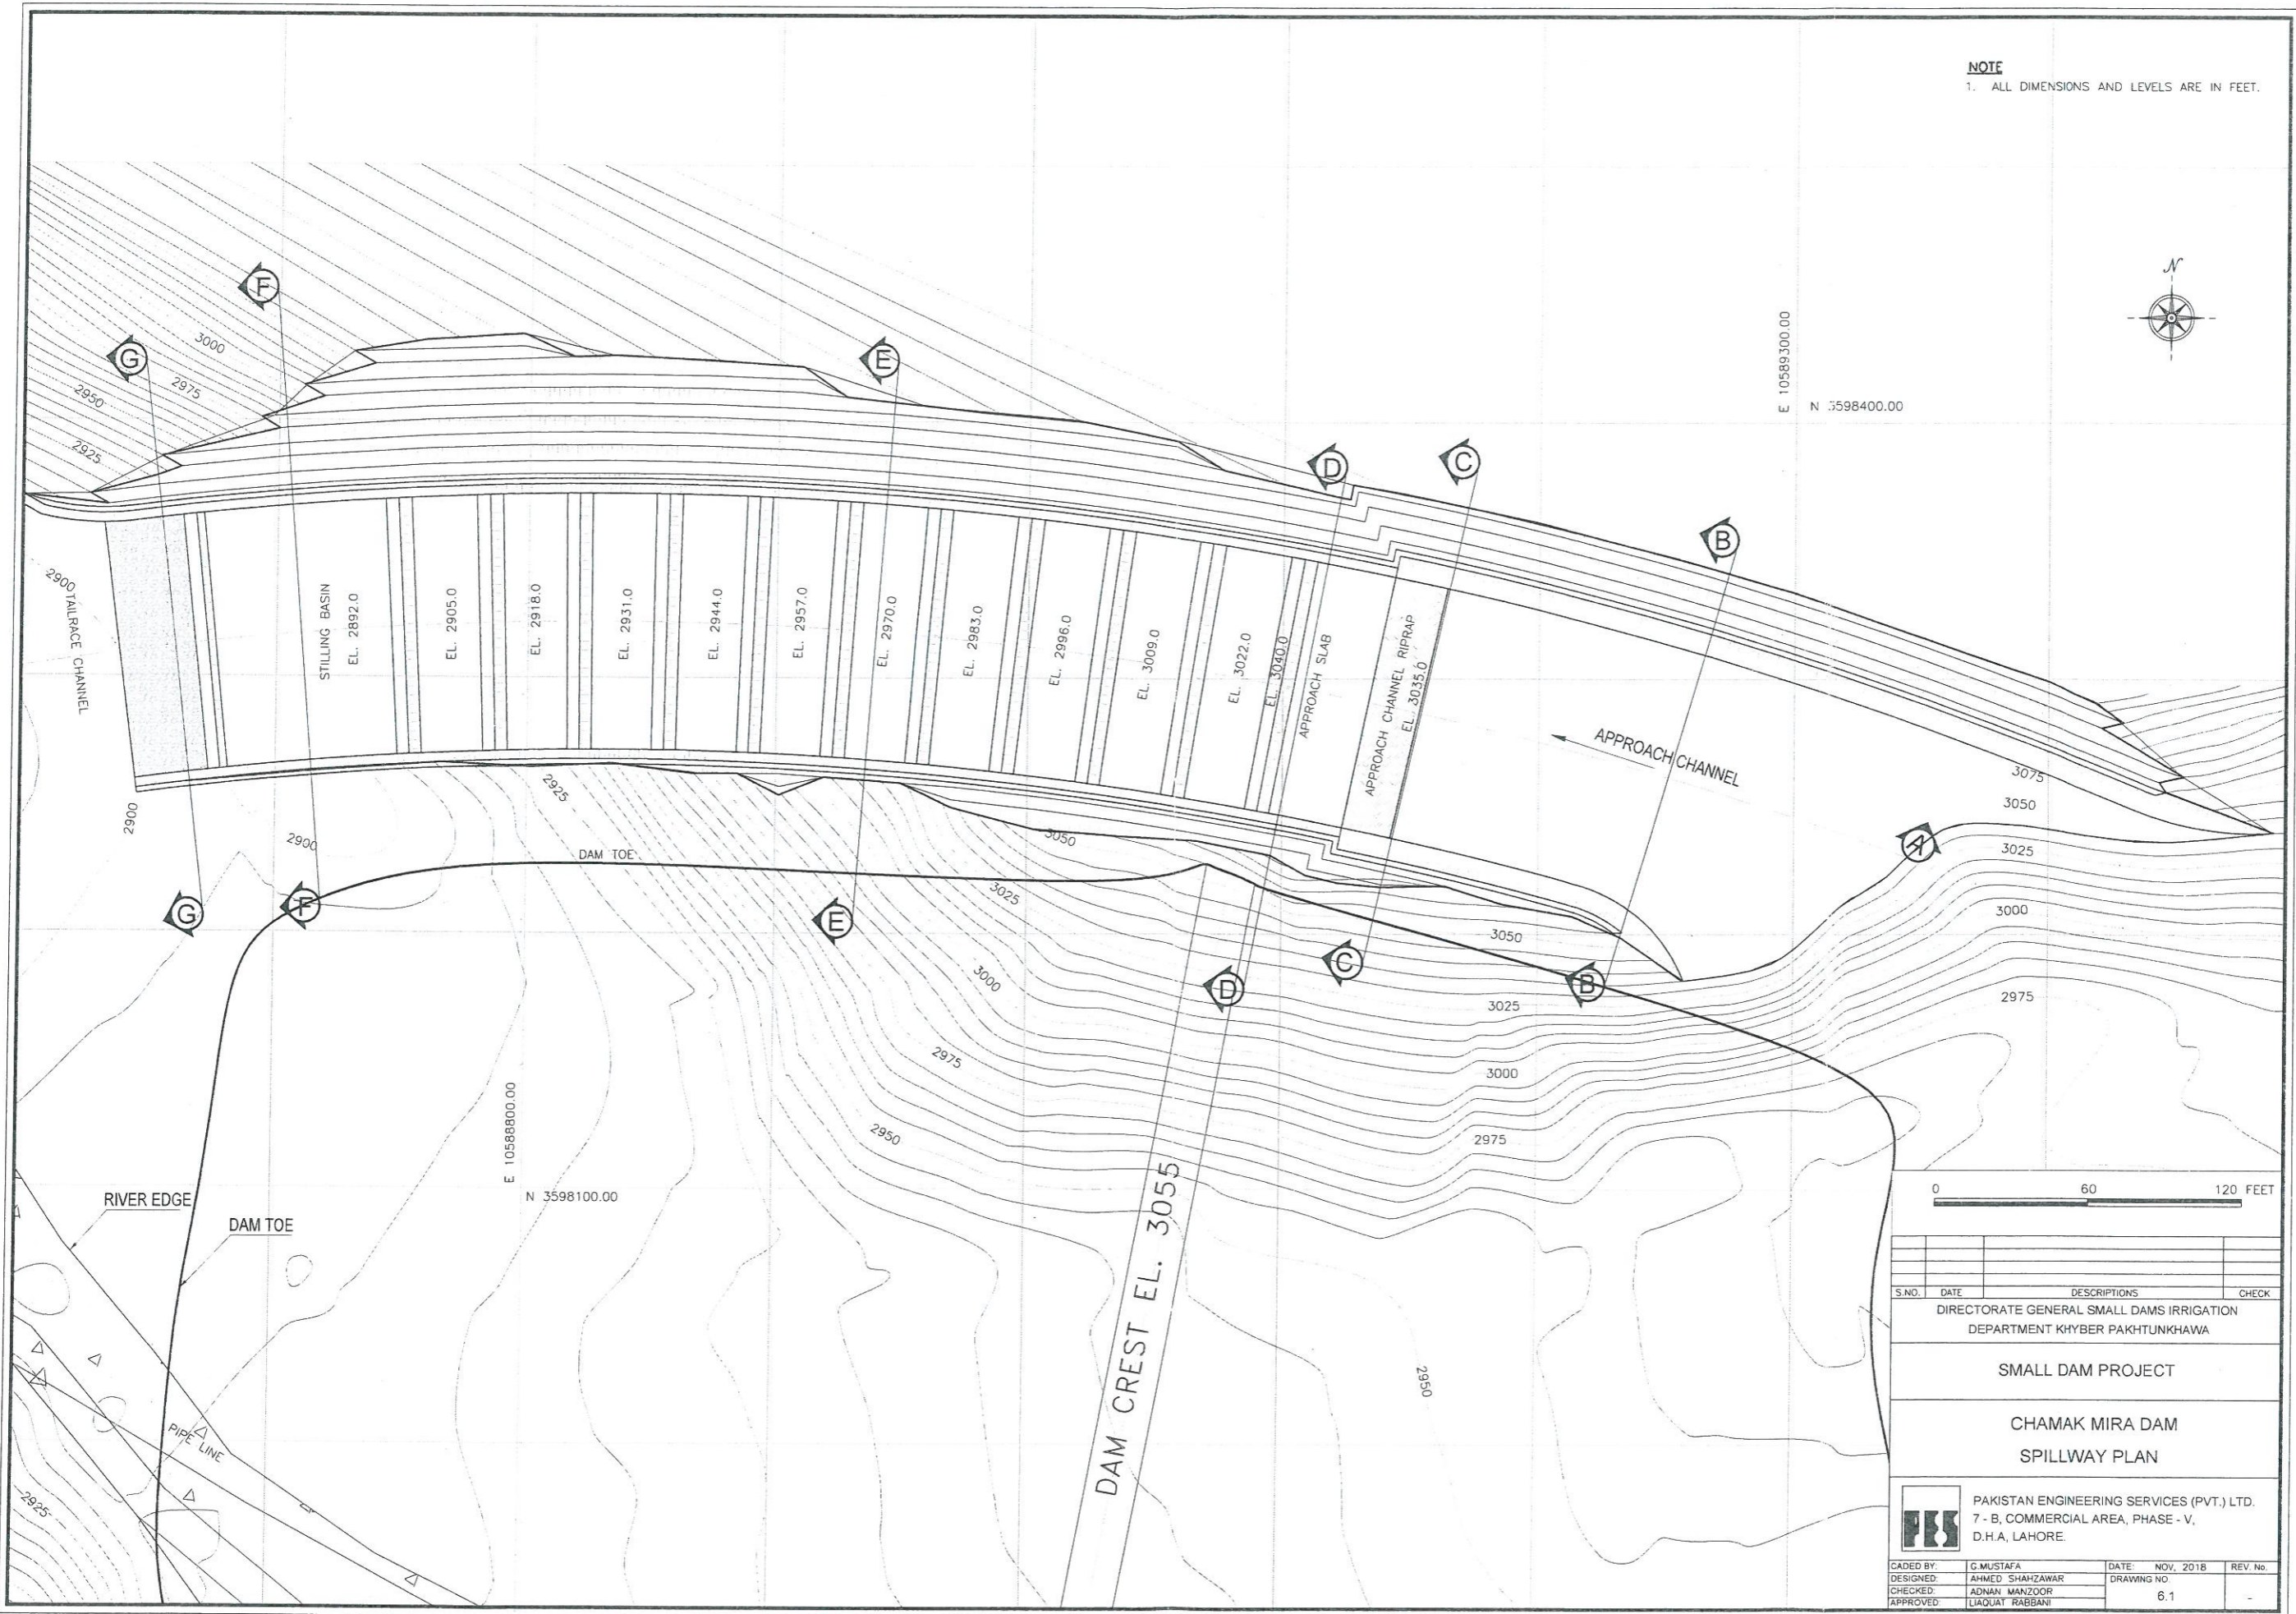 NOTE
1. ALL DIMENSIONS AND LEVELS ARE IN FEET.
N
E 10589300.00
N 3598400.00
F
G
E
D
C
B
3000
2975
2950
2925
2900
TAILRACE CHANNEL
STILLING BASIN
EL. 2892.0
EL. 2905.0
EL. 2918.0
EL. 2931.0
EL. 2944.0
EL. 2957.0
EL. 2970.0
EL. 2983.0
EL. 2996.0
EL. 3009.0
EL. 3022.0
EL. 3040.0
APPROACH SLAB
APPROACH CHANNEL RIPRAP
EL. 3035.0
APPROACH CHANNEL
3075
3050
A
3025
3000
2975
2900
2900
2925
DAM TOE
3050
3025
3000
2975
2950
G
F
E
D
C
B
3050
3025
3000
2975
2950
E 1058800.00
N 3598100.00
DAM CREST EL. 3055
RIVER EDGE
DAM TOE
PIPE LINE
2925
0 60 120 FEET
S.NO. DATE DESCRIPTIONS CHECK
DIRECTORATE GENERAL SMALL DAMS IRRIGATION
DEPARTMENT KHYBER PAKHTUNKHAWA
SMALL DAM PROJECT
CHAMAK MIRA DAM
SPILLWAY PLAN
PES
PAKISTAN ENGINEERING SERVICES (PVT.) LTD.
7 - B, COMMERCIAL AREA, PHASE - V,
D.H.A, LAHORE.
CADED BY: G.MUSTAFA DATE: NOV, 2018 REV. No.
DESIGNED: AHMED SHAHZAWAR DRAWING NO.
CHECKED: ADNAN MANZOOR 6.1 -
APPROVED: LIAQUAT RABBANI